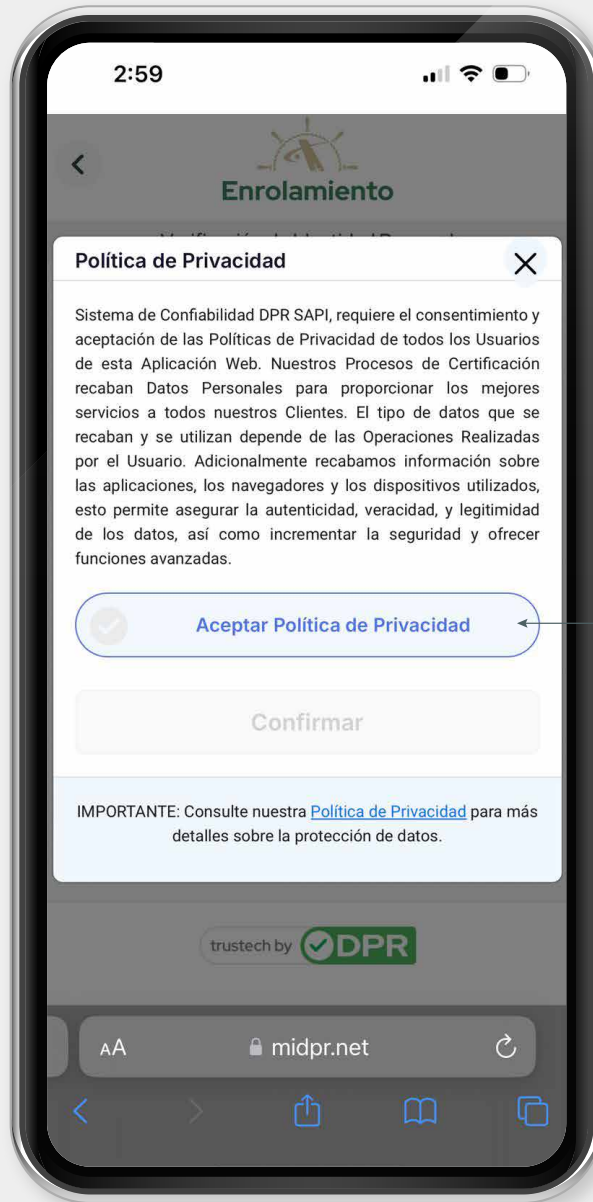 2:59
Enrolamiento
Política de Privacidad
Sistema de Confiabilidad DPR SAPI, requiere el consentimiento y
aceptación de las Políticas de Privacidad de todos los Usuarios
de esta Aplicación Web. Nuestros Procesos de Certificación
recaban Datos Personales para proporcionar los mejores
servicios a todos nuestros Clientes. El tipo de datos que se
recaban y se utilizan depende de las Operaciones Realizadas
por el Usuario. Adicionalmente recabamos información sobre
las aplicaciones, los navegadores y los dispositivos utilizados,
esto permite asegurar la autenticidad, veracidad, y legitimidad
de los datos, así como incrementar la seguridad y ofrecer
funciones avanzadas.
Aceptar Política de Privacidad
Confirmar
IMPORTANTE: Consulte nuestra Política de Privacidad para más
detalles sobre la protección de datos.
trustech by DPR
AA midpr.net